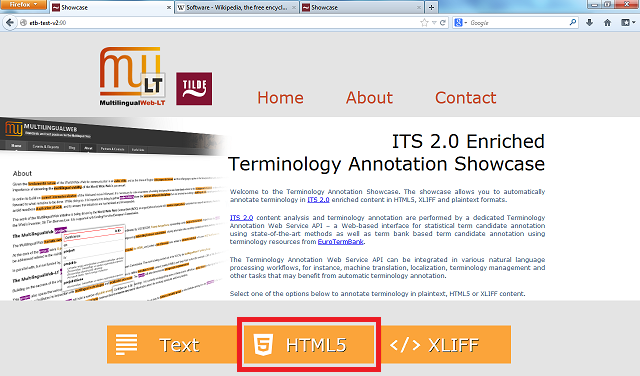 Firefox
Showcase
Software - Wikipedia, the free encycl...
Showcase
etb-test-v2:90
Google
mu
LT
MultilingualWeb-LT
TILDE
Home
About
Contact
MULTILINGUALWEB
About
ITS 2.0 Enriched
Terminology Annotation Showcase
Welcome to the Terminology Annotation Showcase. The showcase allows you to automatically
annotate terminology in ITS 2.0 enriched content in HTML5, XLIFF and plaintext formats.
ITS 2.0 content analysis and terminology annotation are performed by a dedicated Terminology
Annotation Web Service API – a Web-based interface for statistical term candidate annotation
using state-of-the-art methods as well as term bank based term candidate annotation using
terminology resources from EuroTermBank.
The Terminology Annotation Web Service API can be integrated in various natural language
processing workflows, for instance, machine translation, localization, terminology management and
other tasks that may benefit from automatic terminology annotation.
Select one of the options below to annotate terminology in plaintext, HTML5 or XLIFF content.
Text
HTML5
</> XLIFF